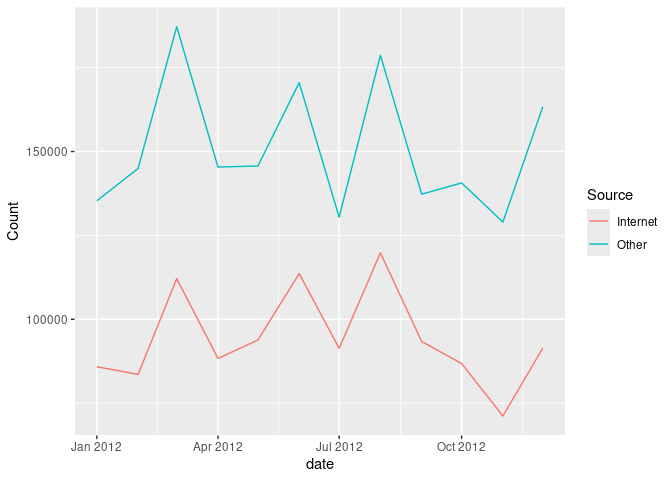 Count
150000
100000
Jan 2012 Apr 2012 Jul 2012 Oct 2012
date
Source
Internet
Other